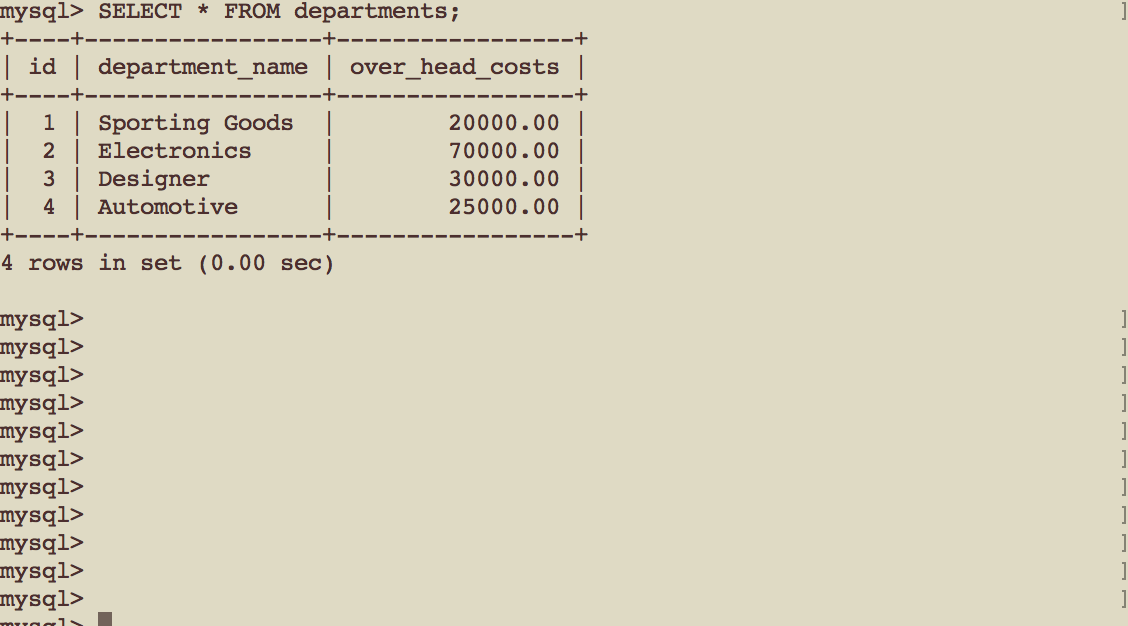 mysql> SELECT * FROM departments; ]
+----+-----------------+-----------------+
| id | department_name | over_head_costs |
+----+-----------------+-----------------+
|  1 | Sporting Goods  |        20000.00 |
|  2 | Electronics     |        70000.00 |
|  3 | Designer        |        30000.00 |
|  4 | Automotive      |        25000.00 |
+----+-----------------+-----------------+
4 rows in set (0.00 sec)
mysql> ]
mysql> ]
mysql> ]
mysql> ]
mysql> ]
mysql> ]
mysql> ]
mysql> ]
mysql> ]
mysql> ]
mysql> ]
mysql>